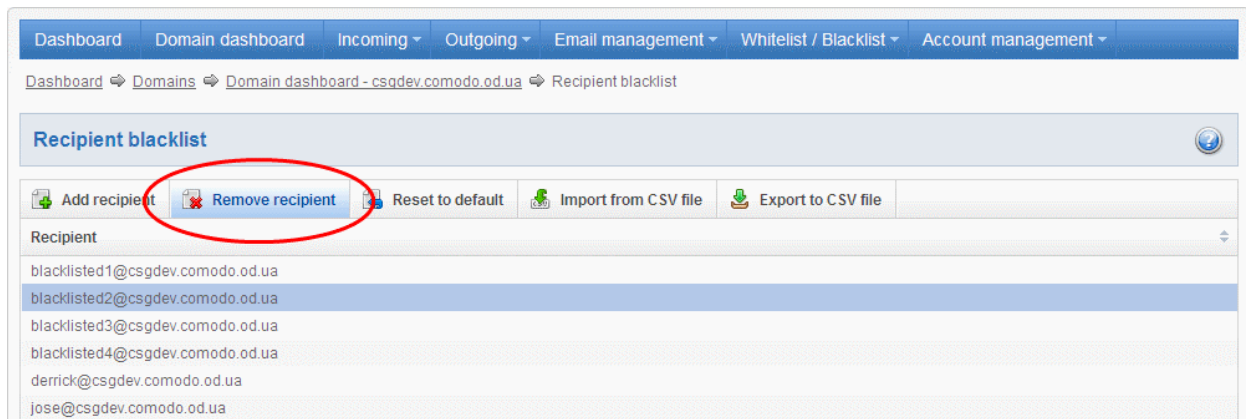 Dashboard Domain dashboard Incoming Outgoing Email management Whitelist / Blacklist Account management
Dashboard Domains Domain dashboard - csgdev.comodo.od.ua Recipient blacklist
Recipient blacklist
Add recipient Remove recipient Reset to default Import from CSV file Export to CSV file
Recipient
blacklisted1@csgdev.comodo.od.ua
blacklisted2@csgdev.comodo.od.ua
blacklisted3@csgdev.comodo.od.ua
blacklisted4@csgdev.comodo.od.ua
derrick@csgdev.comodo.od.ua
jose@csgdev.comodo.od.ua